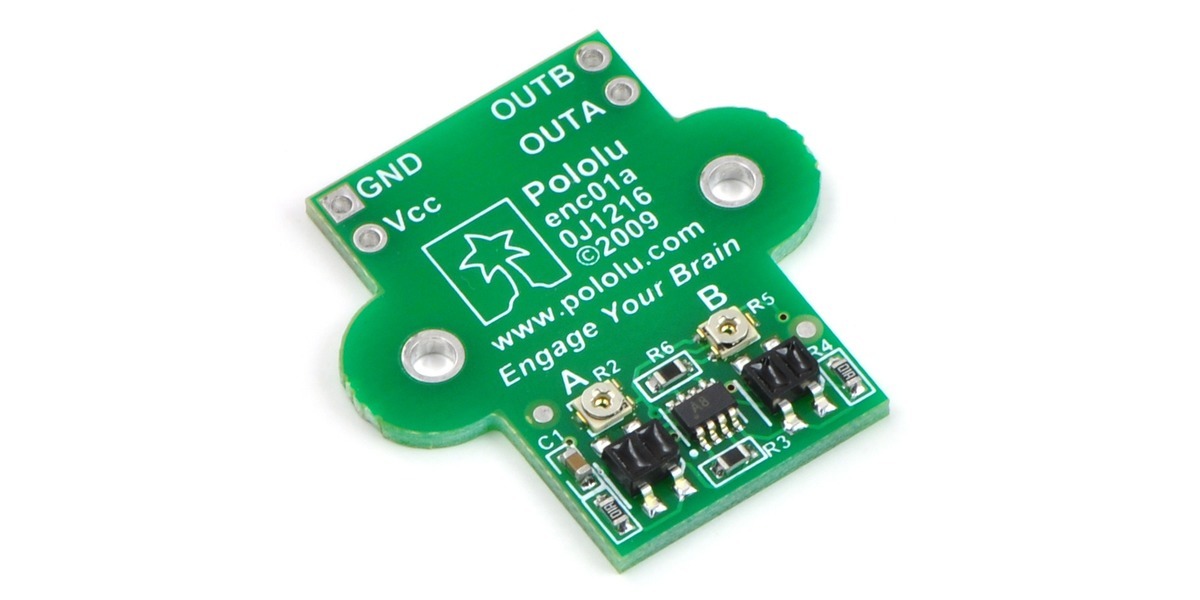 OUTB
OUTA
GND
Vcc
Pololu
enc01a
0J1216
©2009
www.pololu.com
Engage Your Brain
B
R5
R4
R6
A
R2
A8
C1
R3